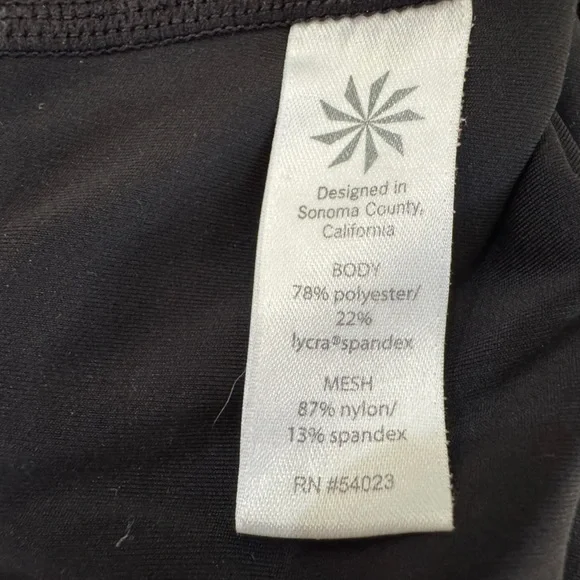 Designed in
Sonoma County,
California
BODY
78% polyester/
22%
lycra®spandex
MESH
87% nylon/
13% spandex
RN #54023